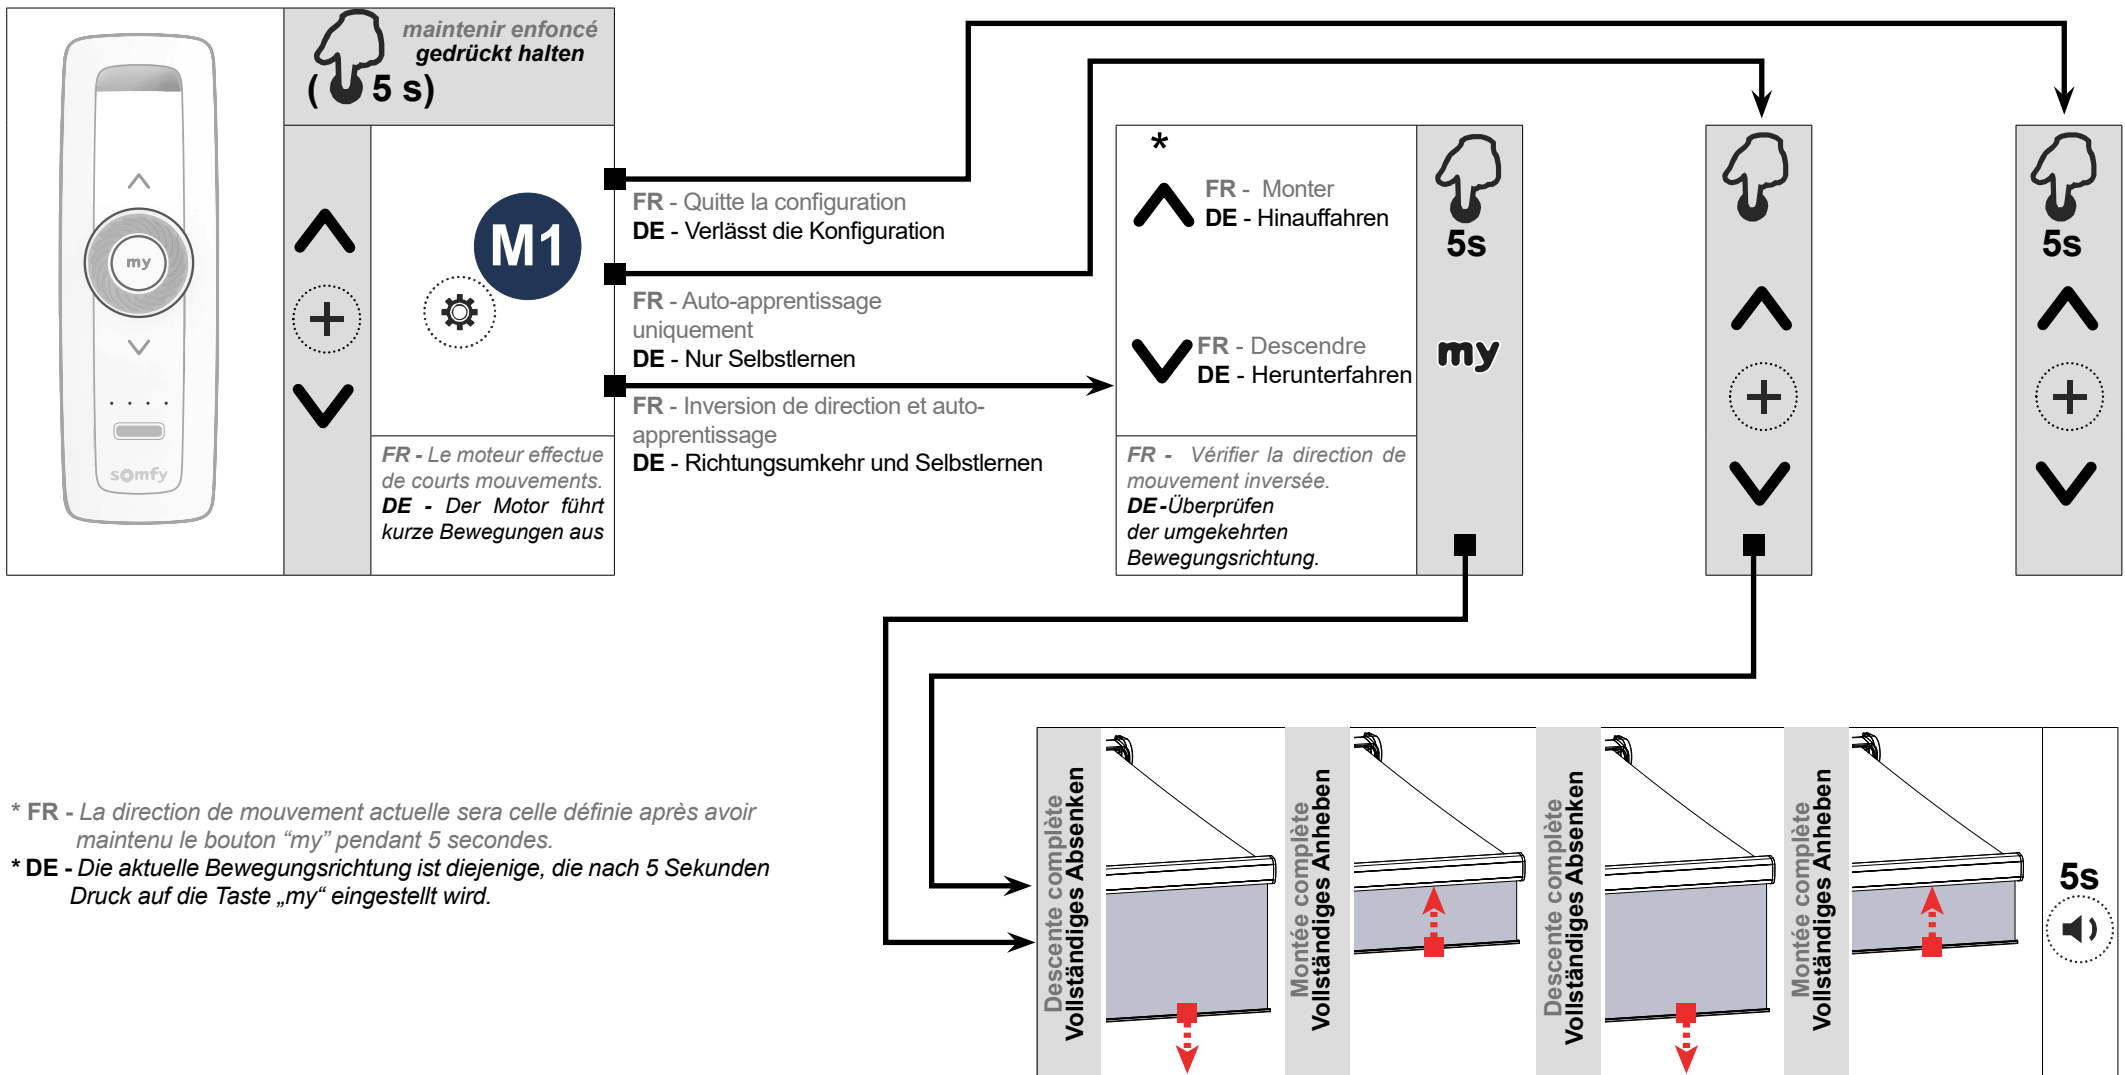 maintenir enfoncé
gedrückt halten
( 5 s)
my
somfy
M1
FR - Le moteur effectue
de courts mouvements.
DE - Der Motor führt
kurze Bewegungen aus
FR - Quitte la configuration
DE - Verlässt die Konfiguration
FR - Auto-apprentissage
uniquement
DE - Nur Selbstlernen
FR - Inversion de direction et auto-
apprentissage
DE - Richtungsumkehr und Selbstlernen
*
FR - Monter
DE - Hinauffahren
FR - Descendre
DE - Herunterfahren
FR - Vérifier la direction de
mouvement inversée.
DE -Überprüfen
der umgekehrten
Bewegungsrichtung.
5s
my
5s
* FR - La direction de mouvement actuelle sera celle définie après avoir
maintenu le bouton “my” pendant 5 secondes.
* DE - Die aktuelle Bewegungsrichtung ist diejenige, die nach 5 Sekunden
Druck auf die Taste „my“ eingestellt wird.
Descente complète
Vollständiges Absenken
Montée complète
Vollständiges Anheben
Descente complète
Vollständiges Absenken
Montée complète
Vollständiges Anheben
5s